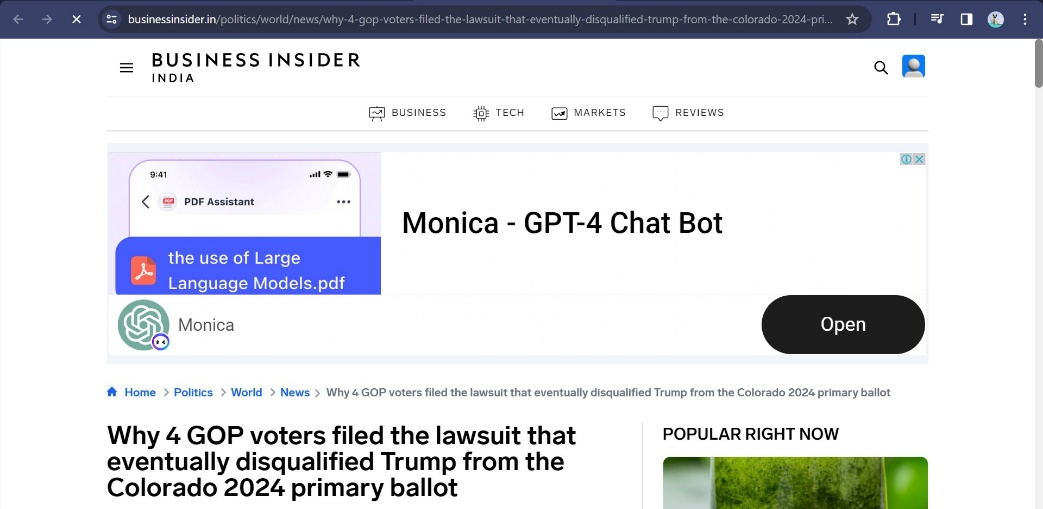 businessinsider.in/politics/world/news/why-4-gop-voters-filed-the-lawsuit-that-eventually-disqualified-trump-from-the-colorado-2024-pri...
BUSINESS INSIDER
INDIA
BUSINESS TECH MARKETS REVIEWS
9:41
PDF Assistant
the use of Large
Language Models.pdf
Monica - GPT-4 Chat Bot
Monica
Open
Home > Politics > World > News > Why 4 GOP voters filed the lawsuit that eventually disqualified Trump from the Colorado 2024 primary ballot
Why 4 GOP voters filed the lawsuit that
eventually disqualified Trump from the
Colorado 2024 primary ballot
POPULAR RIGHT NOW